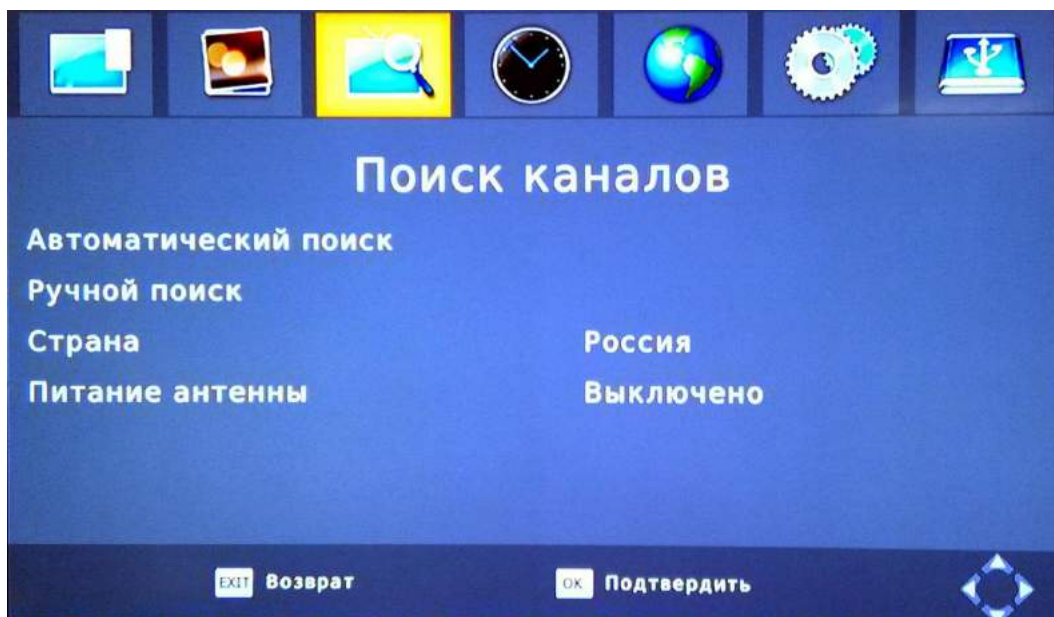 Поиск каналов
Автоматический поиск
Ручной поиск
Страна Россия
Питание антенны Выключено
EXIT Возврат OK Подтвердить